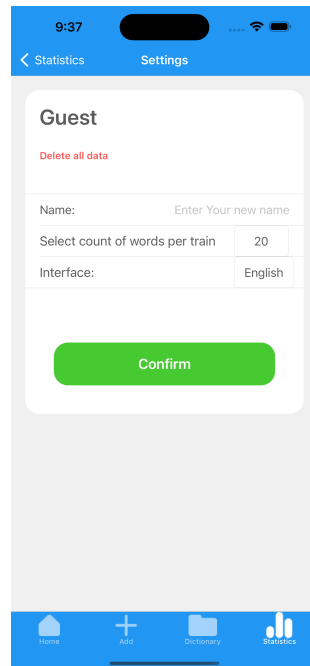 9:37
Statistics Settings
Guest
Delete all data
Name: Enter Your new name
Select count of words per train 20
Interface: English
Confirm
Home Add Dictionary Statistics